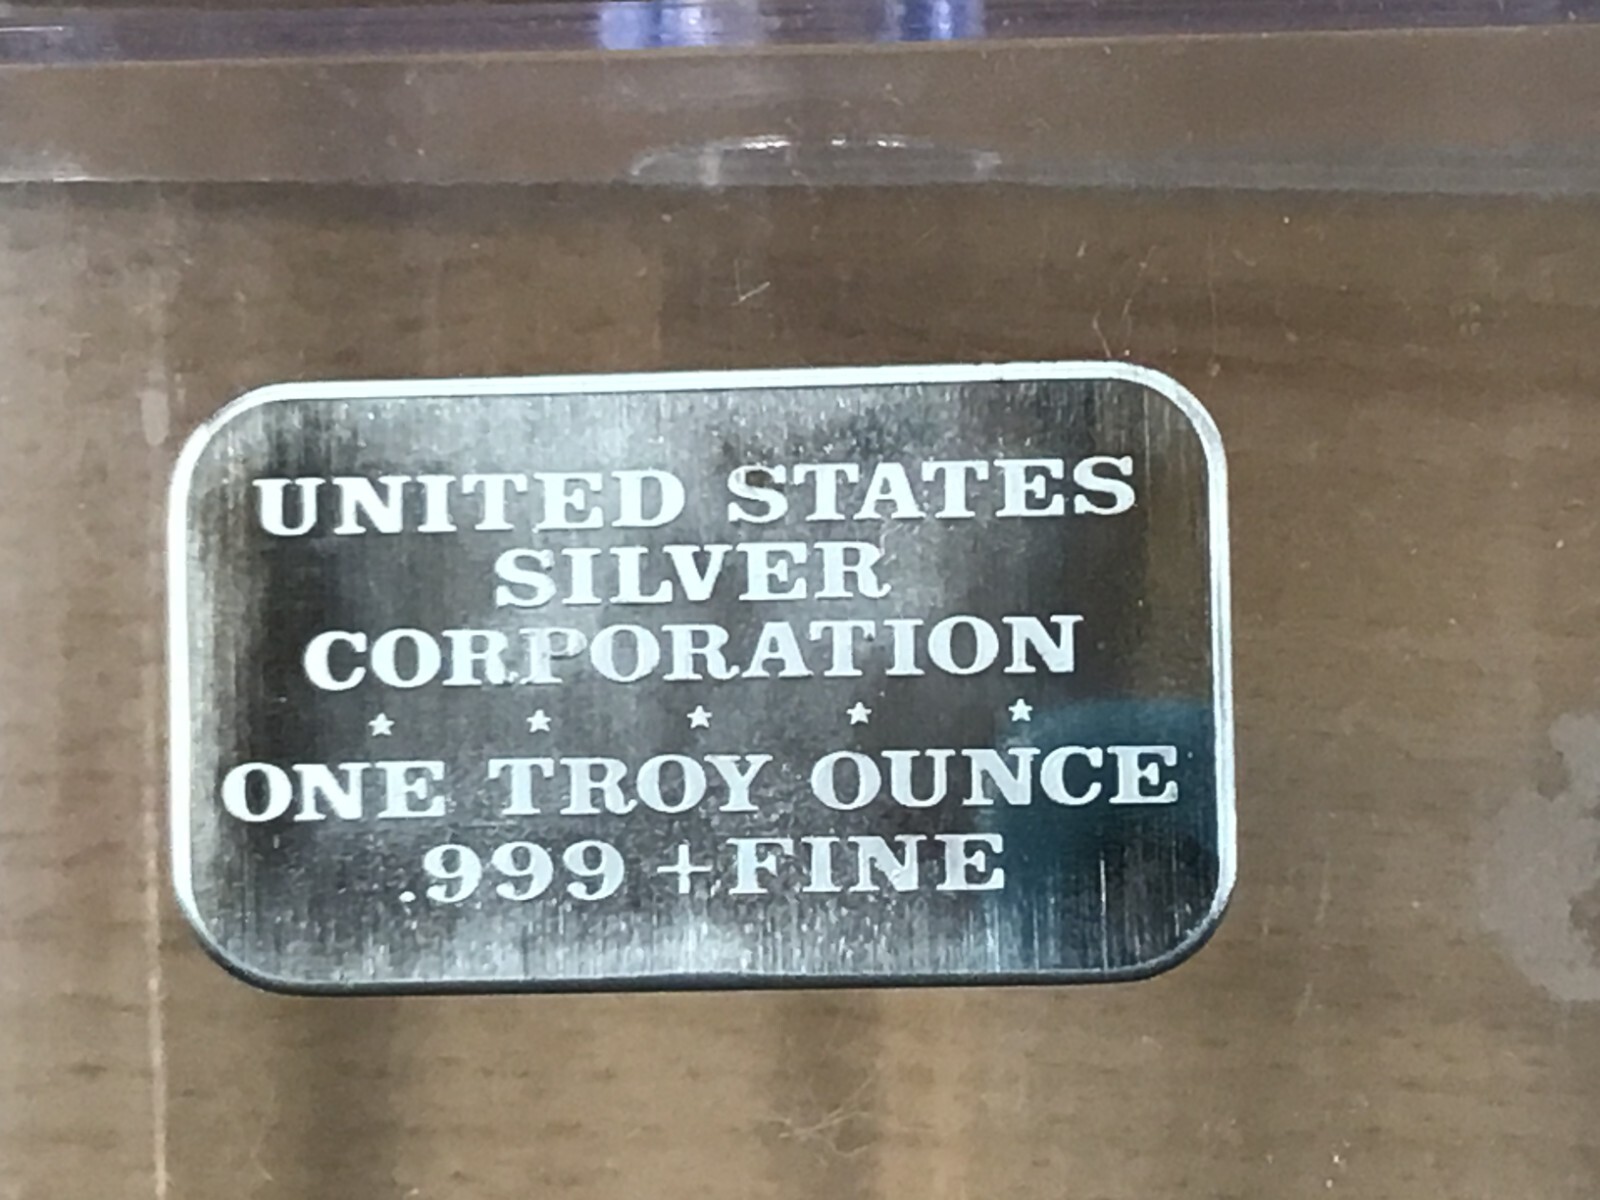 UNITED STATES
SILVER
CORPORATION
★ ★ ★ ★ ★
ONE TROY OUNCE
.999 +FINE